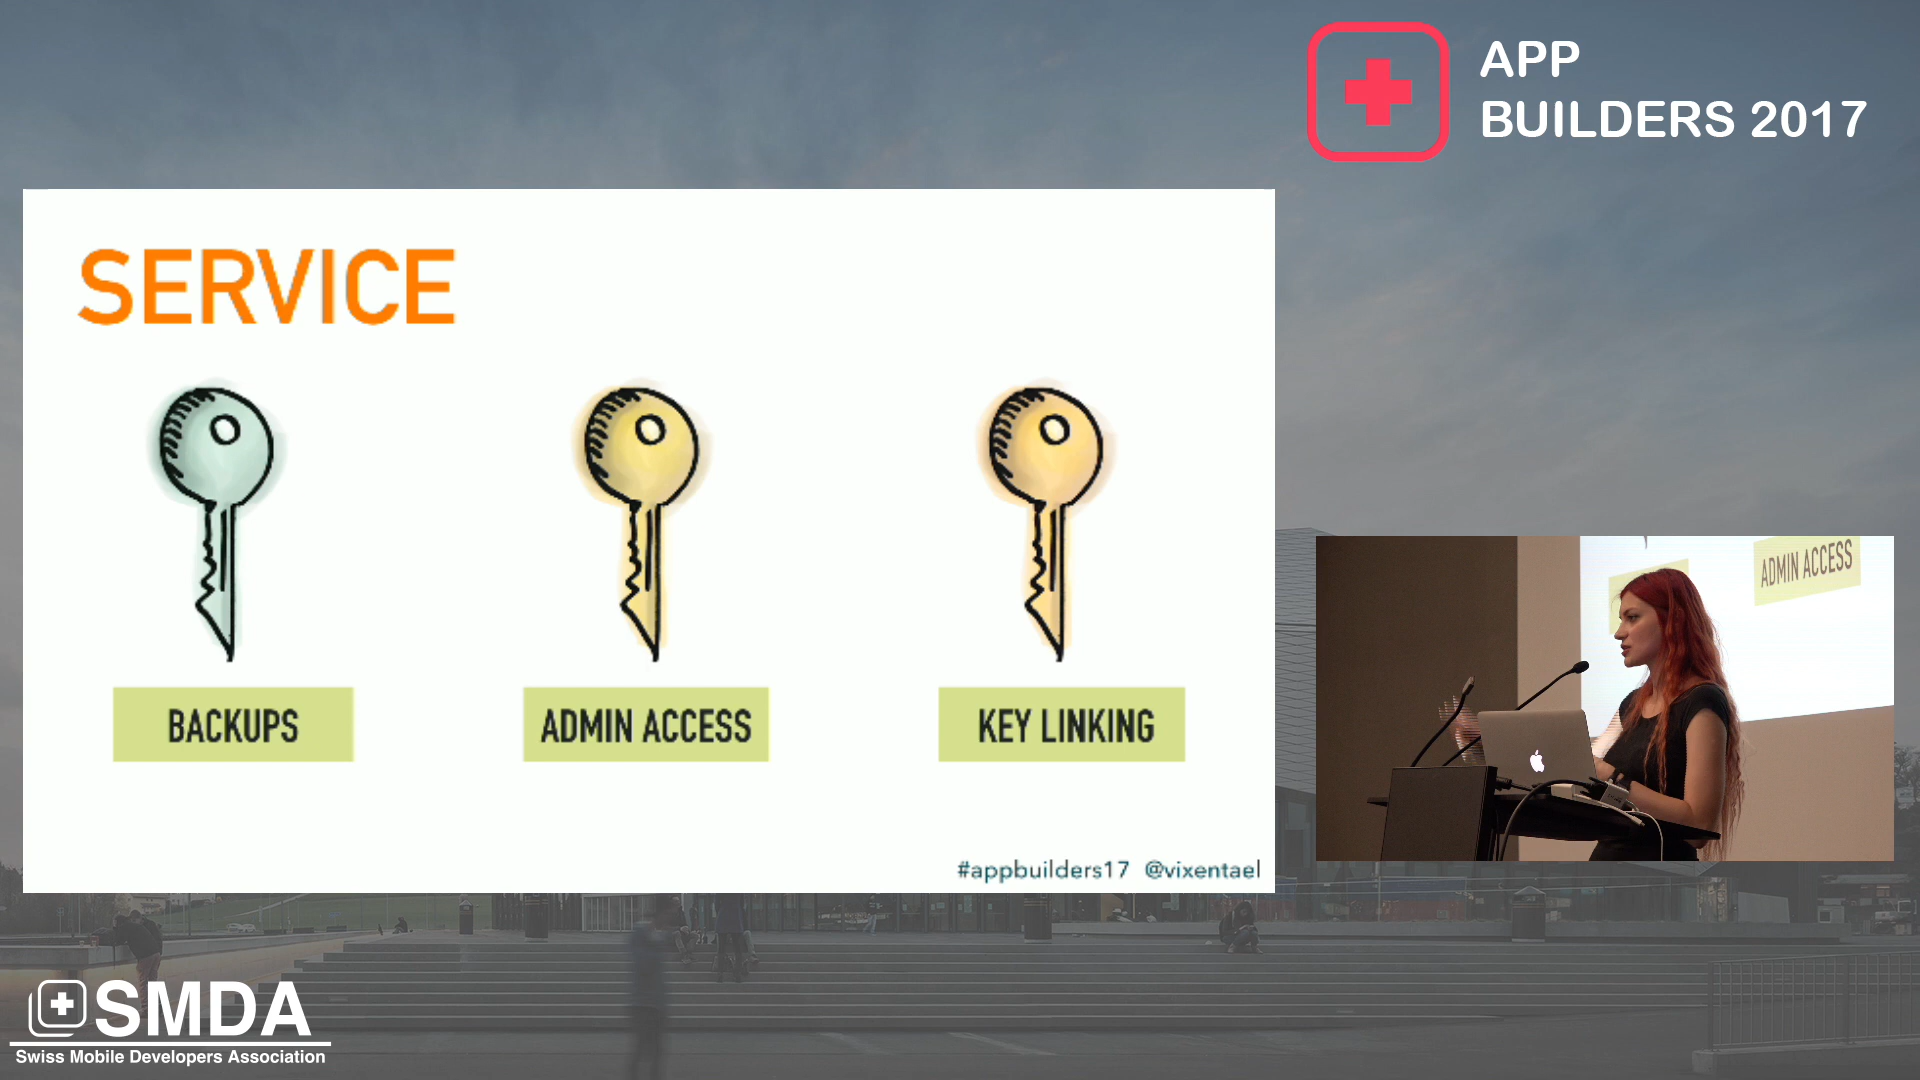 APP
BUILDERS 2017
SERVICE
BACKUPS
ADMIN ACCESS
KEY LINKING
#appbuilders17 @vixentael
ADMIN ACCESS
SMDA
Swiss Mobile Developers Association